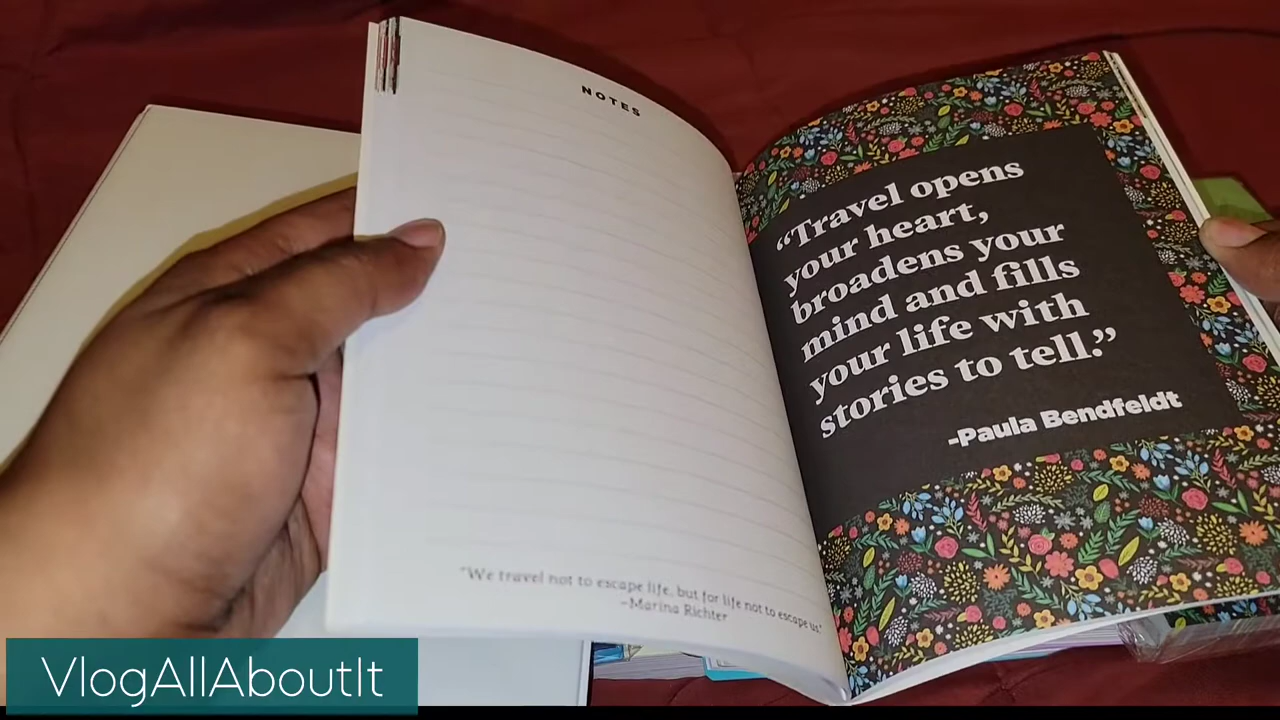 NOTES
"We travel not to escape life, but for life not to escape us."
–Marina Richter
“Travel opens
your heart,
broadens your
mind and fills
your life with
stories to tell.”
-Paula Bendfeldt
VlogAllAboutIt